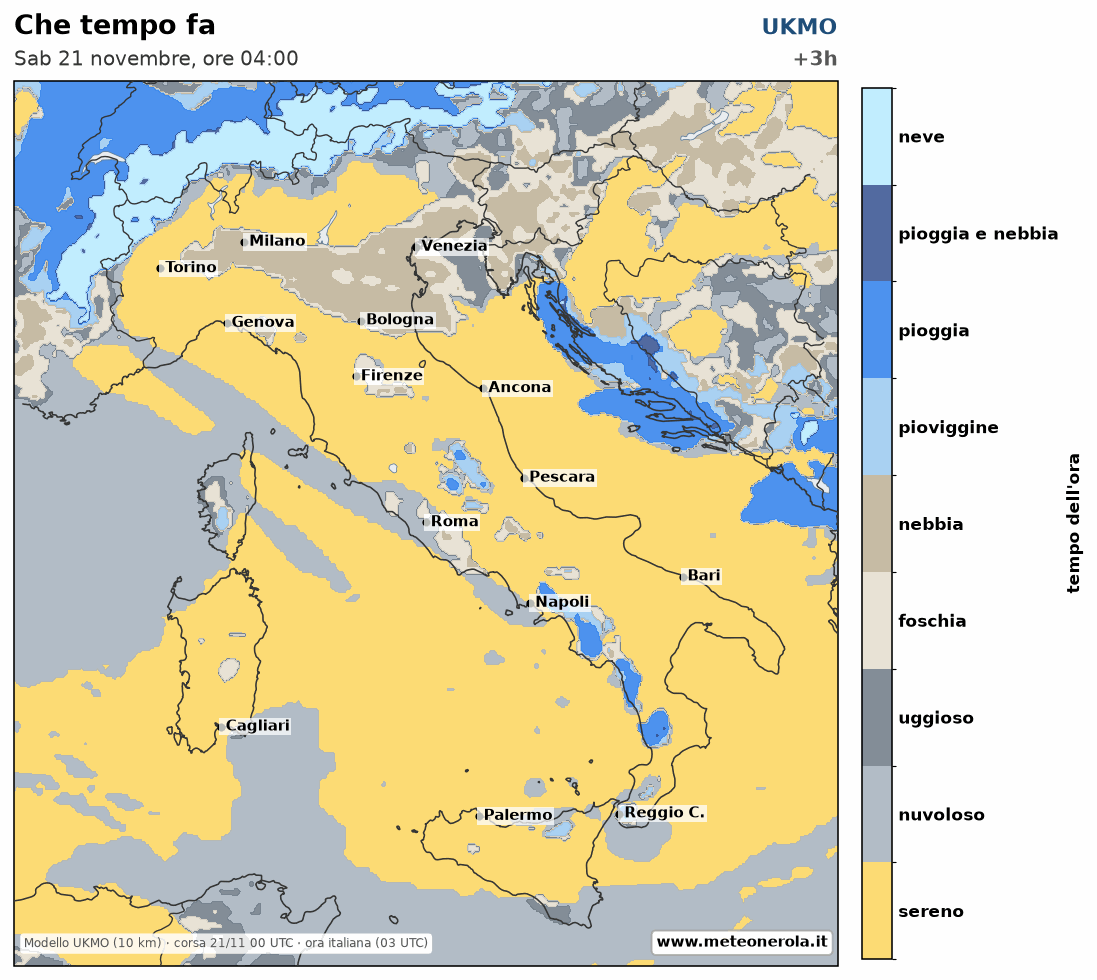 Che tempo fa
UKMO
Sab 21 novembre, ore 04:00
+3h
neve
pioggia e nebbia
pioggia
pioviggine
nebbia
foschia
uggioso
nuvoloso
sereno
tempo dell'ora
Milano
Venezia
Torino
Genova
Bologna
Firenze
Ancona
Pescara
Roma
Bari
Napoli
Cagliari
Palermo
Reggio C.
Modello UKMO (10 km) · corsa 21/11 00 UTC · ora italiana (03 UTC)
www.meteonerola.it